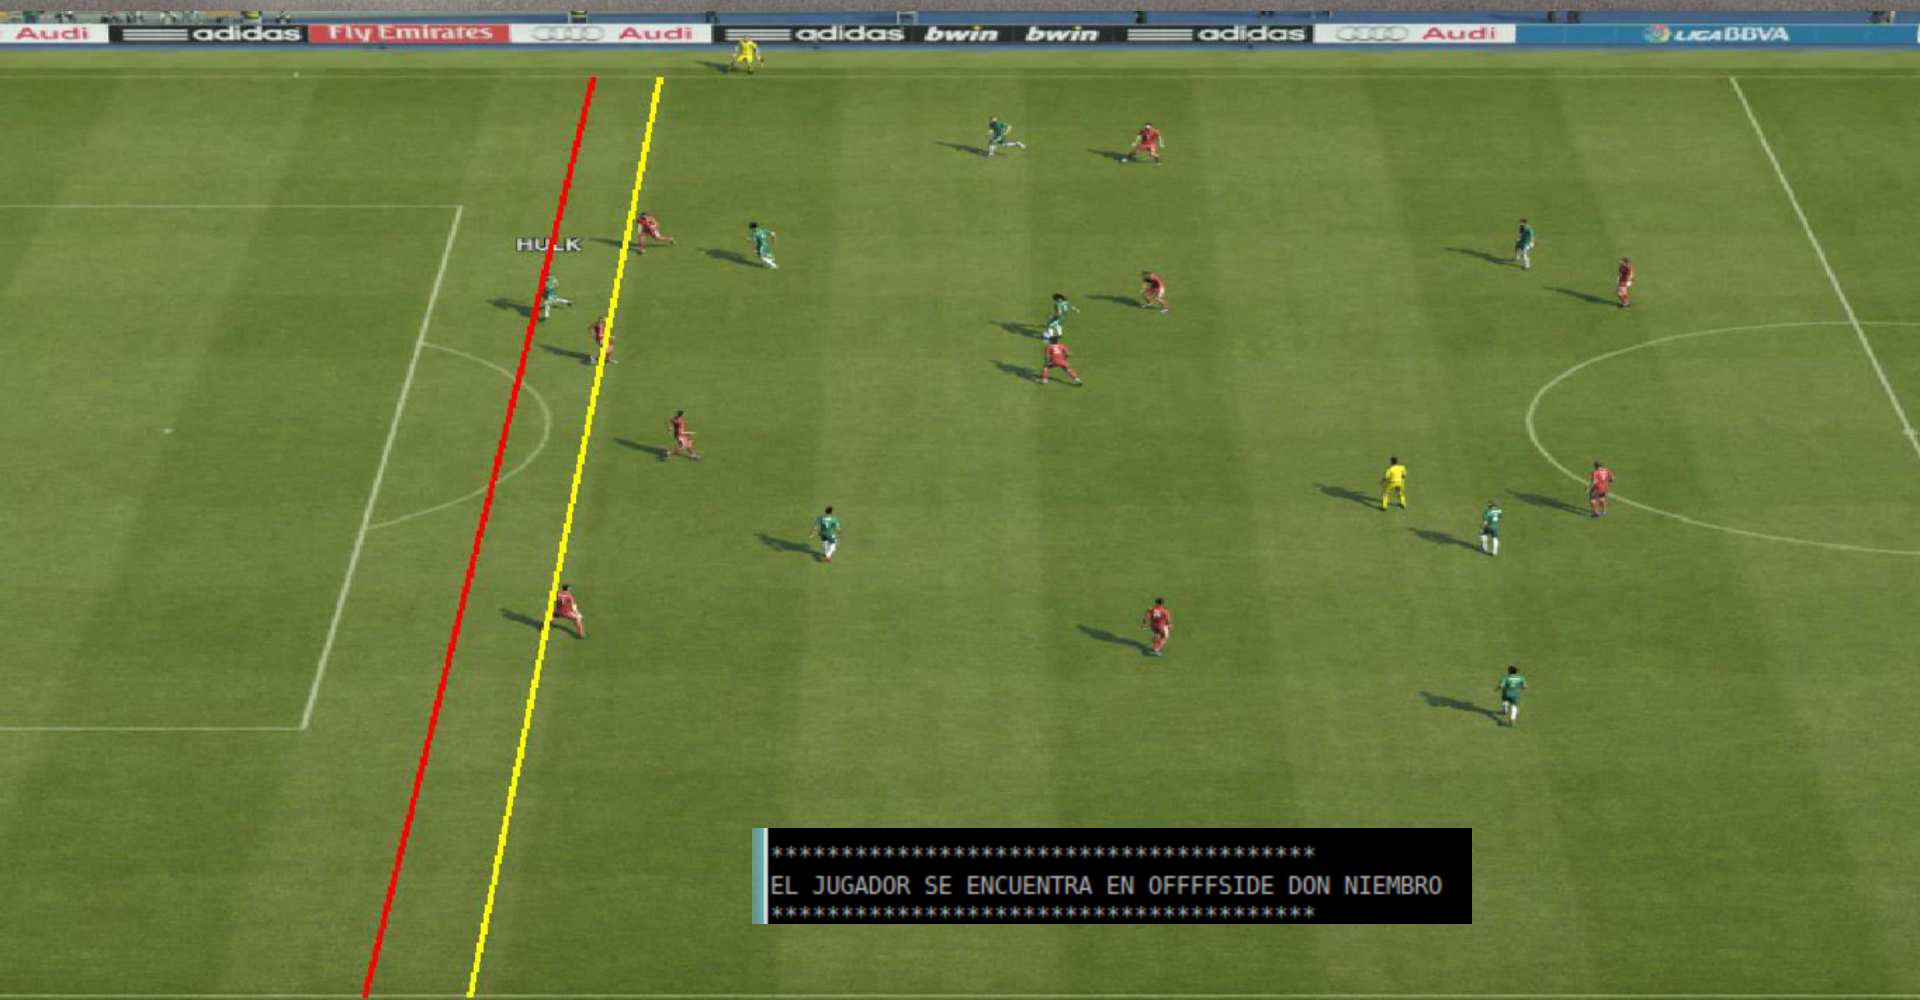 Audi adidas Fly Emirates Audi adidas bwin bwin adidas Audi LIGA BBVA
HULK
***************************************
EL JUGADOR SE ENCUENTRA EN OFFFFSIDE DON NIEMBRO
***************************************